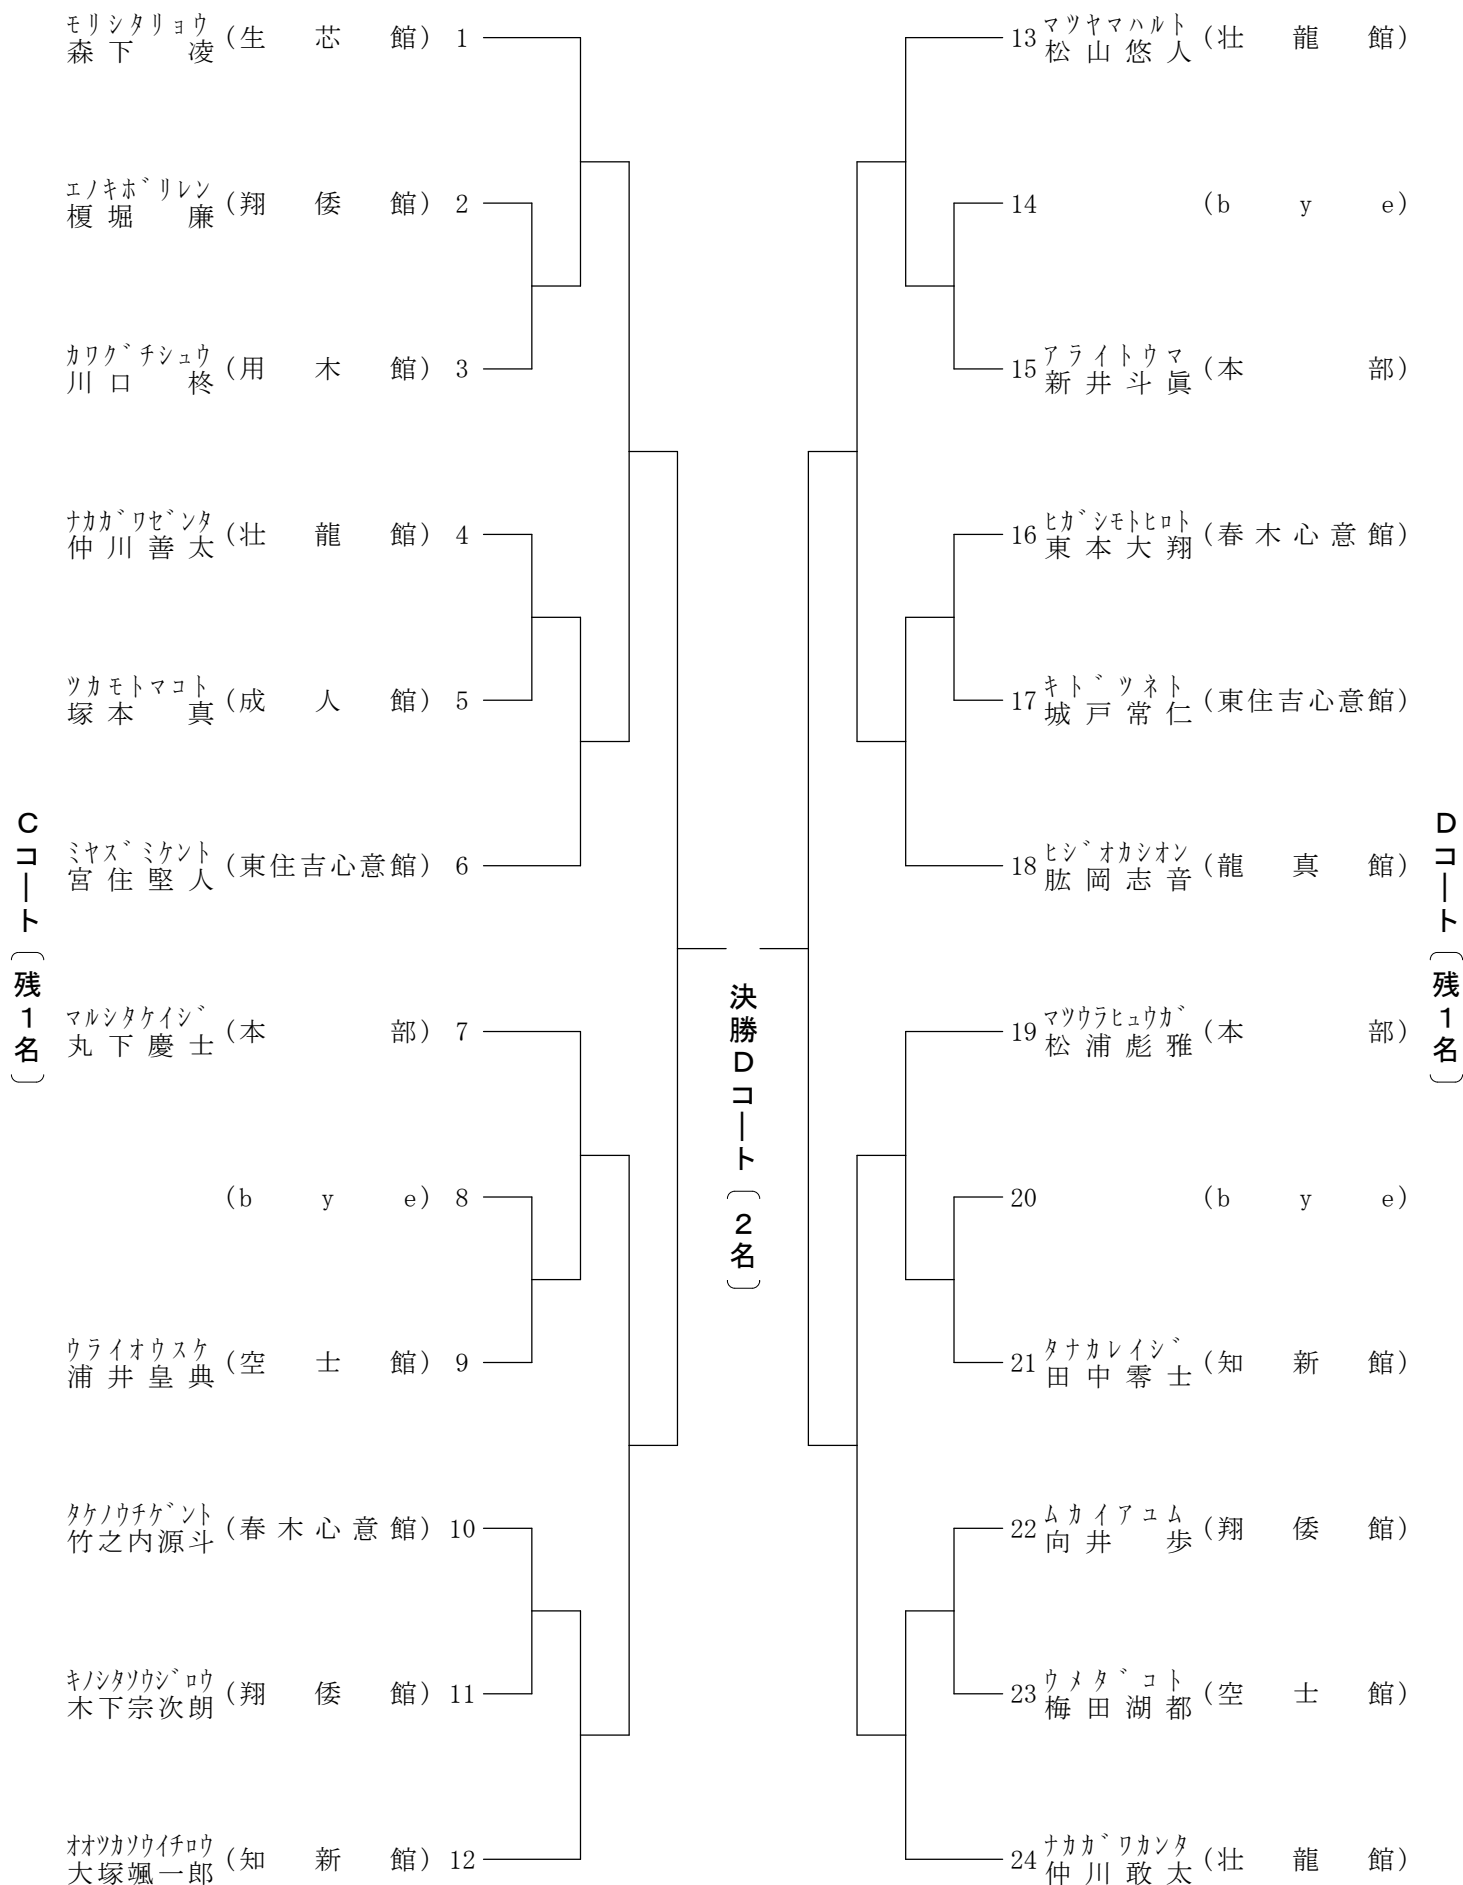 モリシタリョウ
森下　凌（生芯館）1
エノキボリレン
榎堀　廉（翔倭館）2
カワグチシュウ
川口　柊（用木館）3
ナカガワゼンタ
仲川善太（壮龍館）4
ツカモトマコト
塚本　真（成人館）5
ミヤズミケント
宮住堅人（東住吉心意館）6
マルシタケイジ
丸下慶士（本部）7
（bye）8
ウライオウスケ
浦井皇典（空士館）9
タケノウチゲント
竹之内源斗（春木心意館）10
キノシタソウジロウ
木下宗次朗（翔倭館）11
オオツカソウイチロウ
大塚颯一郎（知新館）12
Cコート〔残1名〕
決勝Dコート〔2名〕
マツヤマハルト
13 松山悠人（壮龍館）
14（bye）
アライトウマ
15 新井斗眞（本部）
ヒガシモトヒロト
16 東本大翔（春木心意館）
キドツネト
17 城戸常仁（東住吉心意館）
ヒジオカシオン
18 肱岡志音（龍真館）
マツウラヒュウガ
19 松浦彪雅（本部）
20（bye）
タナカレイジ
21 田中零士（知新館）
ムカイアユム
22 向井　歩（翔倭館）
ウメダコト
23 梅田湖都（空士館）
ナカガワカンタ
24 仲川敢太（壮龍館）
Dコート〔残1名〕